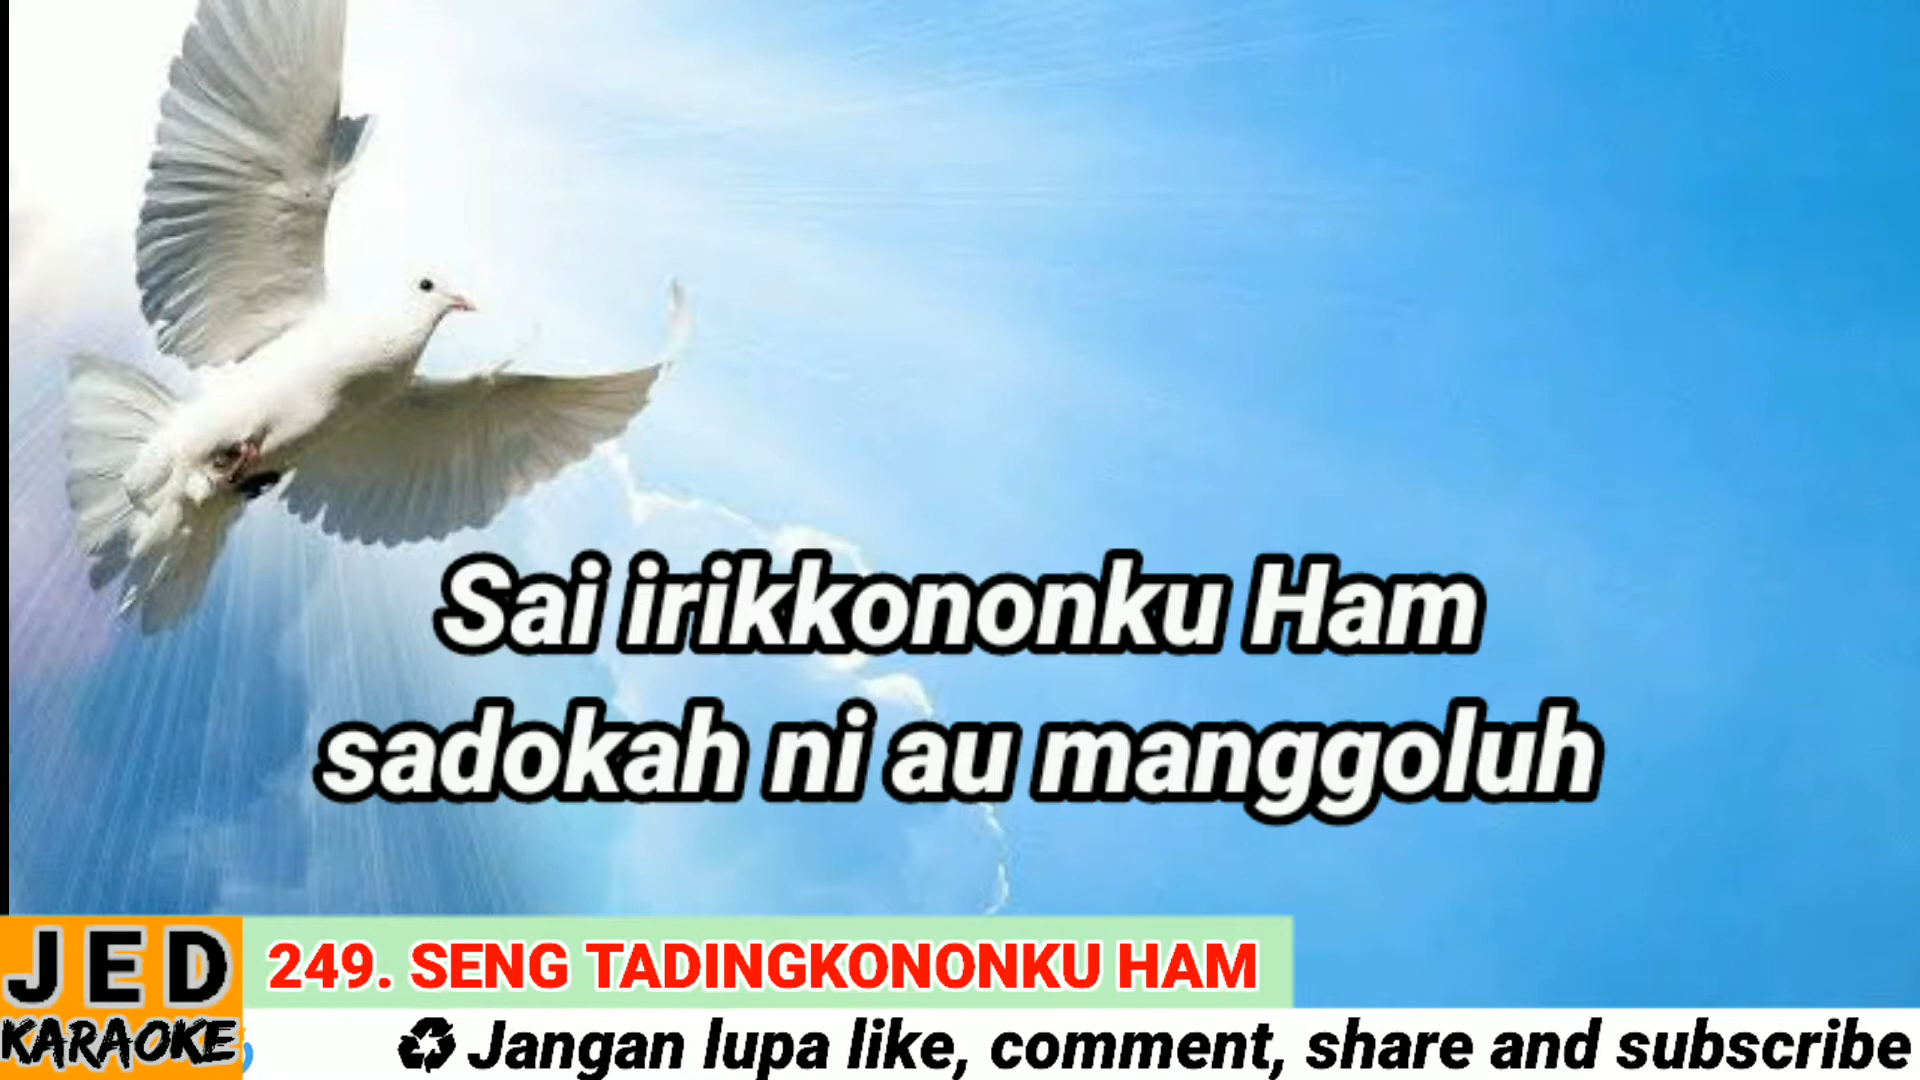 Sai irikkononku Ham
sadokah ni au manggoluh
JED
KARAOKE
249. SENG TADINGKONONKU HAM
Jangan lupa like, comment, share and subscribe